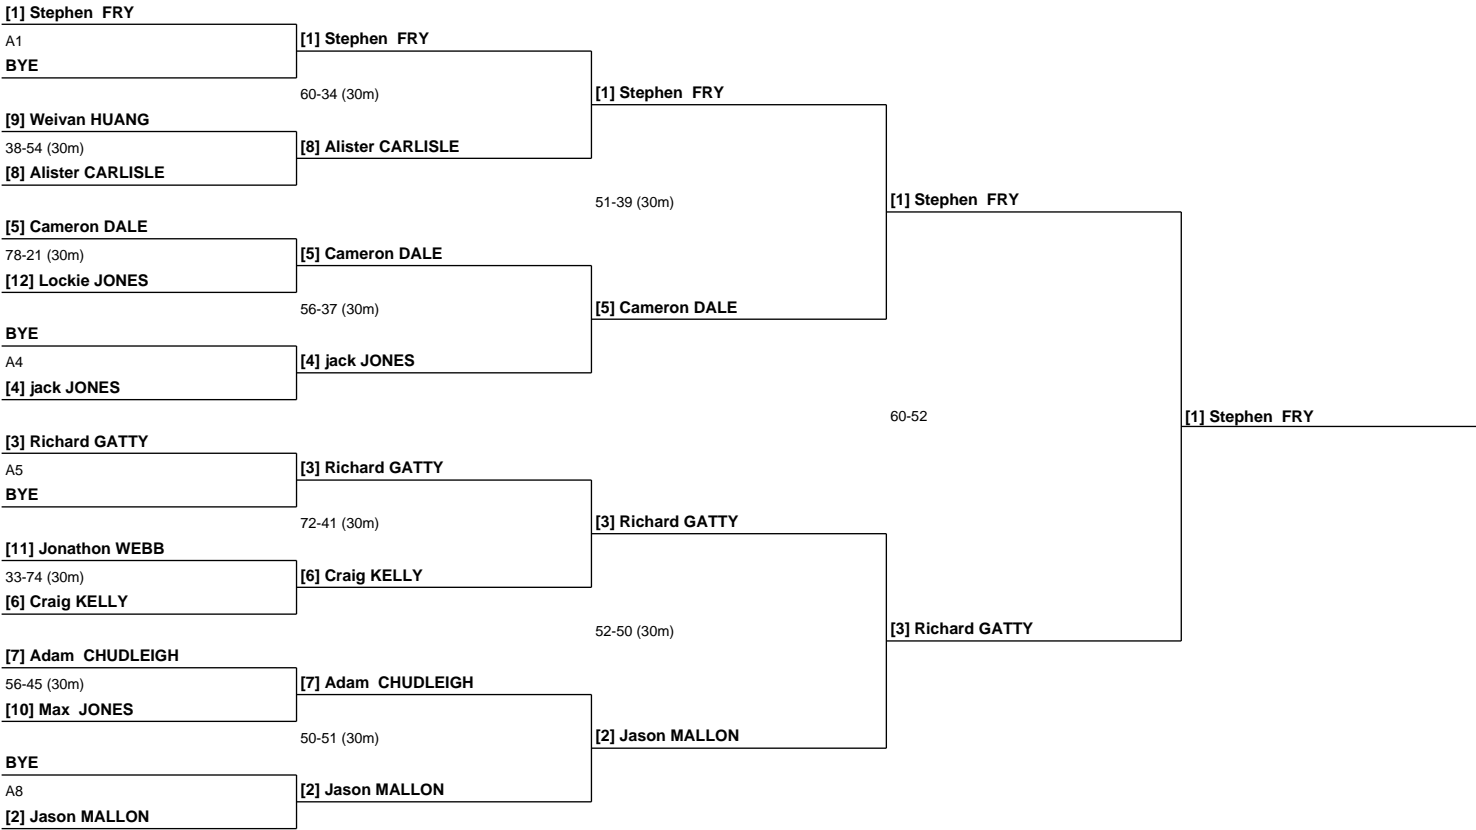 [1] Stephen  FRY
A1
BYE
[9] Weivan HUANG
38-54 (30m)
[8] Alister CARLISLE
[5] Cameron DALE
78-21 (30m)
[12] Lockie JONES
BYE
A4
[4] jack JONES
[3] Richard GATTY
A5
BYE
[11] Jonathon WEBB
33-74 (30m)
[6] Craig KELLY
[7] Adam  CHUDLEIGH
56-45 (30m)
[10] Max  JONES
BYE
A8
[2] Jason MALLON
[1] Stephen  FRY
60-34 (30m)
[8] Alister CARLISLE
[5] Cameron DALE
56-37 (30m)
[4] jack JONES
[3] Richard GATTY
72-41 (30m)
[6] Craig KELLY
[7] Adam  CHUDLEIGH
50-51 (30m)
[2] Jason MALLON
[1] Stephen  FRY
51-39 (30m)
[5] Cameron DALE
[3] Richard GATTY
52-50 (30m)
[2] Jason MALLON
[1] Stephen  FRY
60-52
[3] Richard GATTY
[1] Stephen  FRY